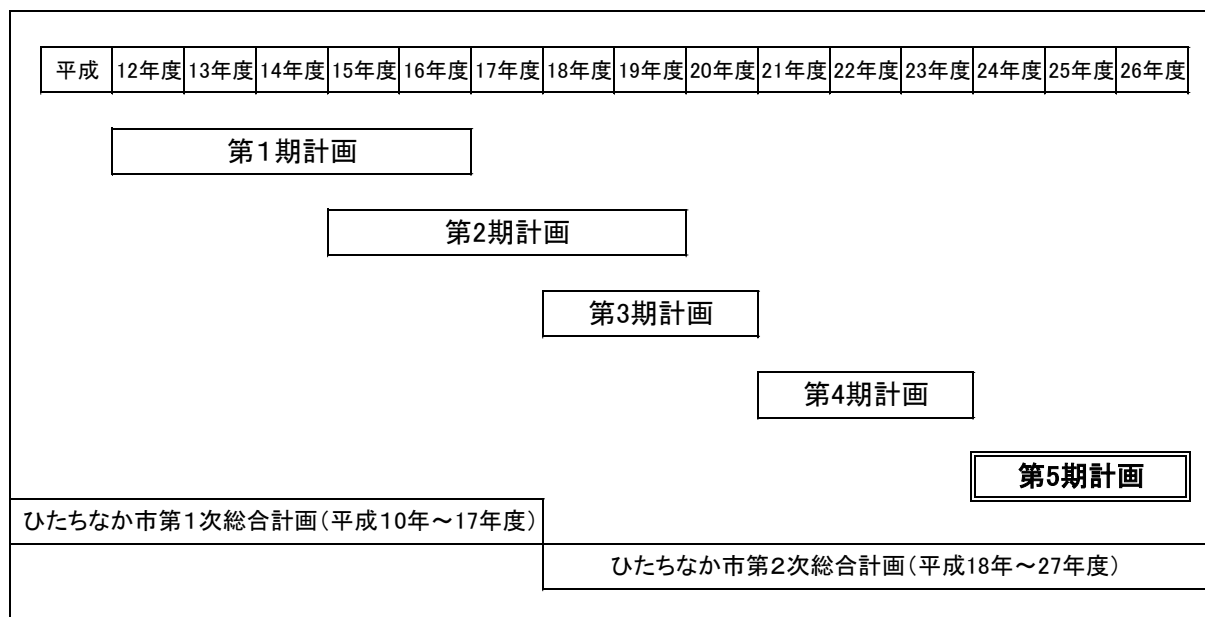 平成 12年度 13年度 14年度 15年度 16年度 17年度 18年度 19年度 20年度 21年度 22年度 23年度 24年度 25年度 26年度
第1期計画
第2期計画
第3期計画
第4期計画
第5期計画
ひたちなか市第1次総合計画(平成10年～17年度)
ひたちなか市第2次総合計画(平成18年～27年度)